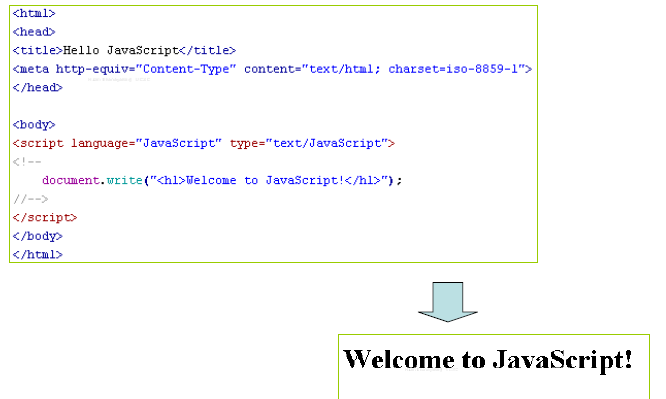 <html>
<head>
<title>Hello JavaScript</title>
<meta http-equiv="Content-Type" content="text/html; charset=iso-8859-1">
</head>
<body>
<script language="JavaScript" type="text/JavaScript">
<!--
document.write("<h1>Welcome to JavaScript!</h1>");
//-->
</script>
</body>
</html>
Welcome to JavaScript!